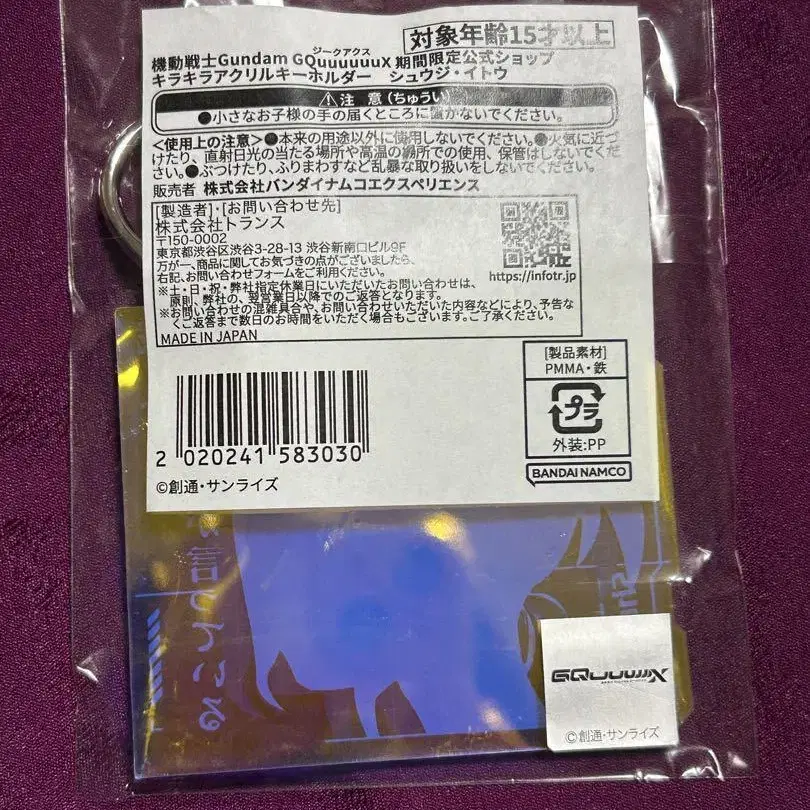 対象年齢15才以上
ジークアクス
機動戦士Gundam GQuuuuuuX 期間限定公式ショップ
キラキラアクリルキーホルダー シュウジ・イトウ
⚠注 意(ちゅうい)
●小さなお子様の手の届くところに置かないでください。
<使用上の注意>●本来の用途以外に使用しないでください。●火気に近づ
けたり、直射日光の当たる場所や高温の場所での使用、保管はしないでくださ
い。●ぶつけたり、ふりまわすなど乱暴な取り扱いをしないでください。
販売者 株式会社バンダイナムコエクスペリエンス
[製造者]・[お問い合わせ先]
株式会社トランス
〒150-0002
東京都渋谷区渋谷3-28-13 渋谷新南口ビル9F
万が一、商品に関してお気づきの点がございましたら、
右記、お問い合わせフォームをご利用ください。
https://infotr.jp
※土・日・祝・弊社指定休業日にいただいたお問い合わせは、
原則、弊社の、翌営業日以降でのご返答となります。
※お問い合わせの混雑具合や、お問い合わせいただいた内容などにより、予告な
くご返答まで数日のお時間をいただく場合もございます。ご了承ください。
MADE IN JAPAN
[製品素材]
PMMA・鉄
プラ
外装:PP
BANDAI NAMCO
2 020241 583030
©創通・サンライズ
GQuuuuuuX
©創通・サンライズ